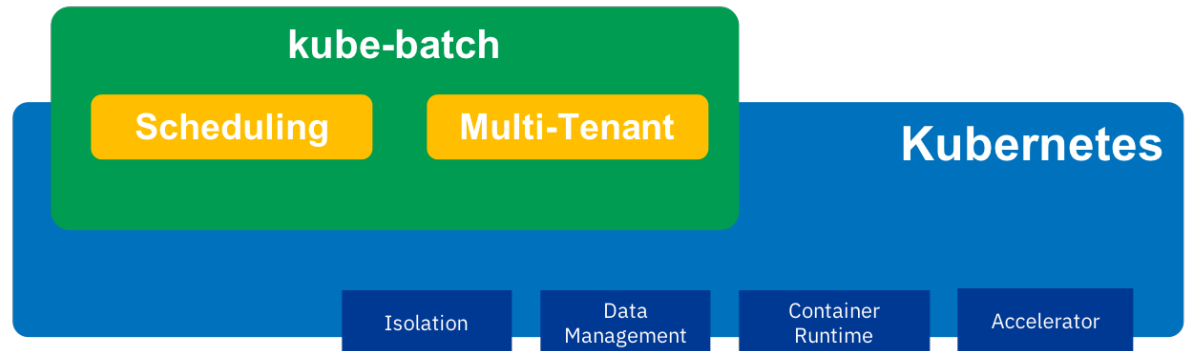 kube-batch
Scheduling
Multi-Tenant
Kubernetes
Isolation
Data
Management
Container
Runtime
Accelerator